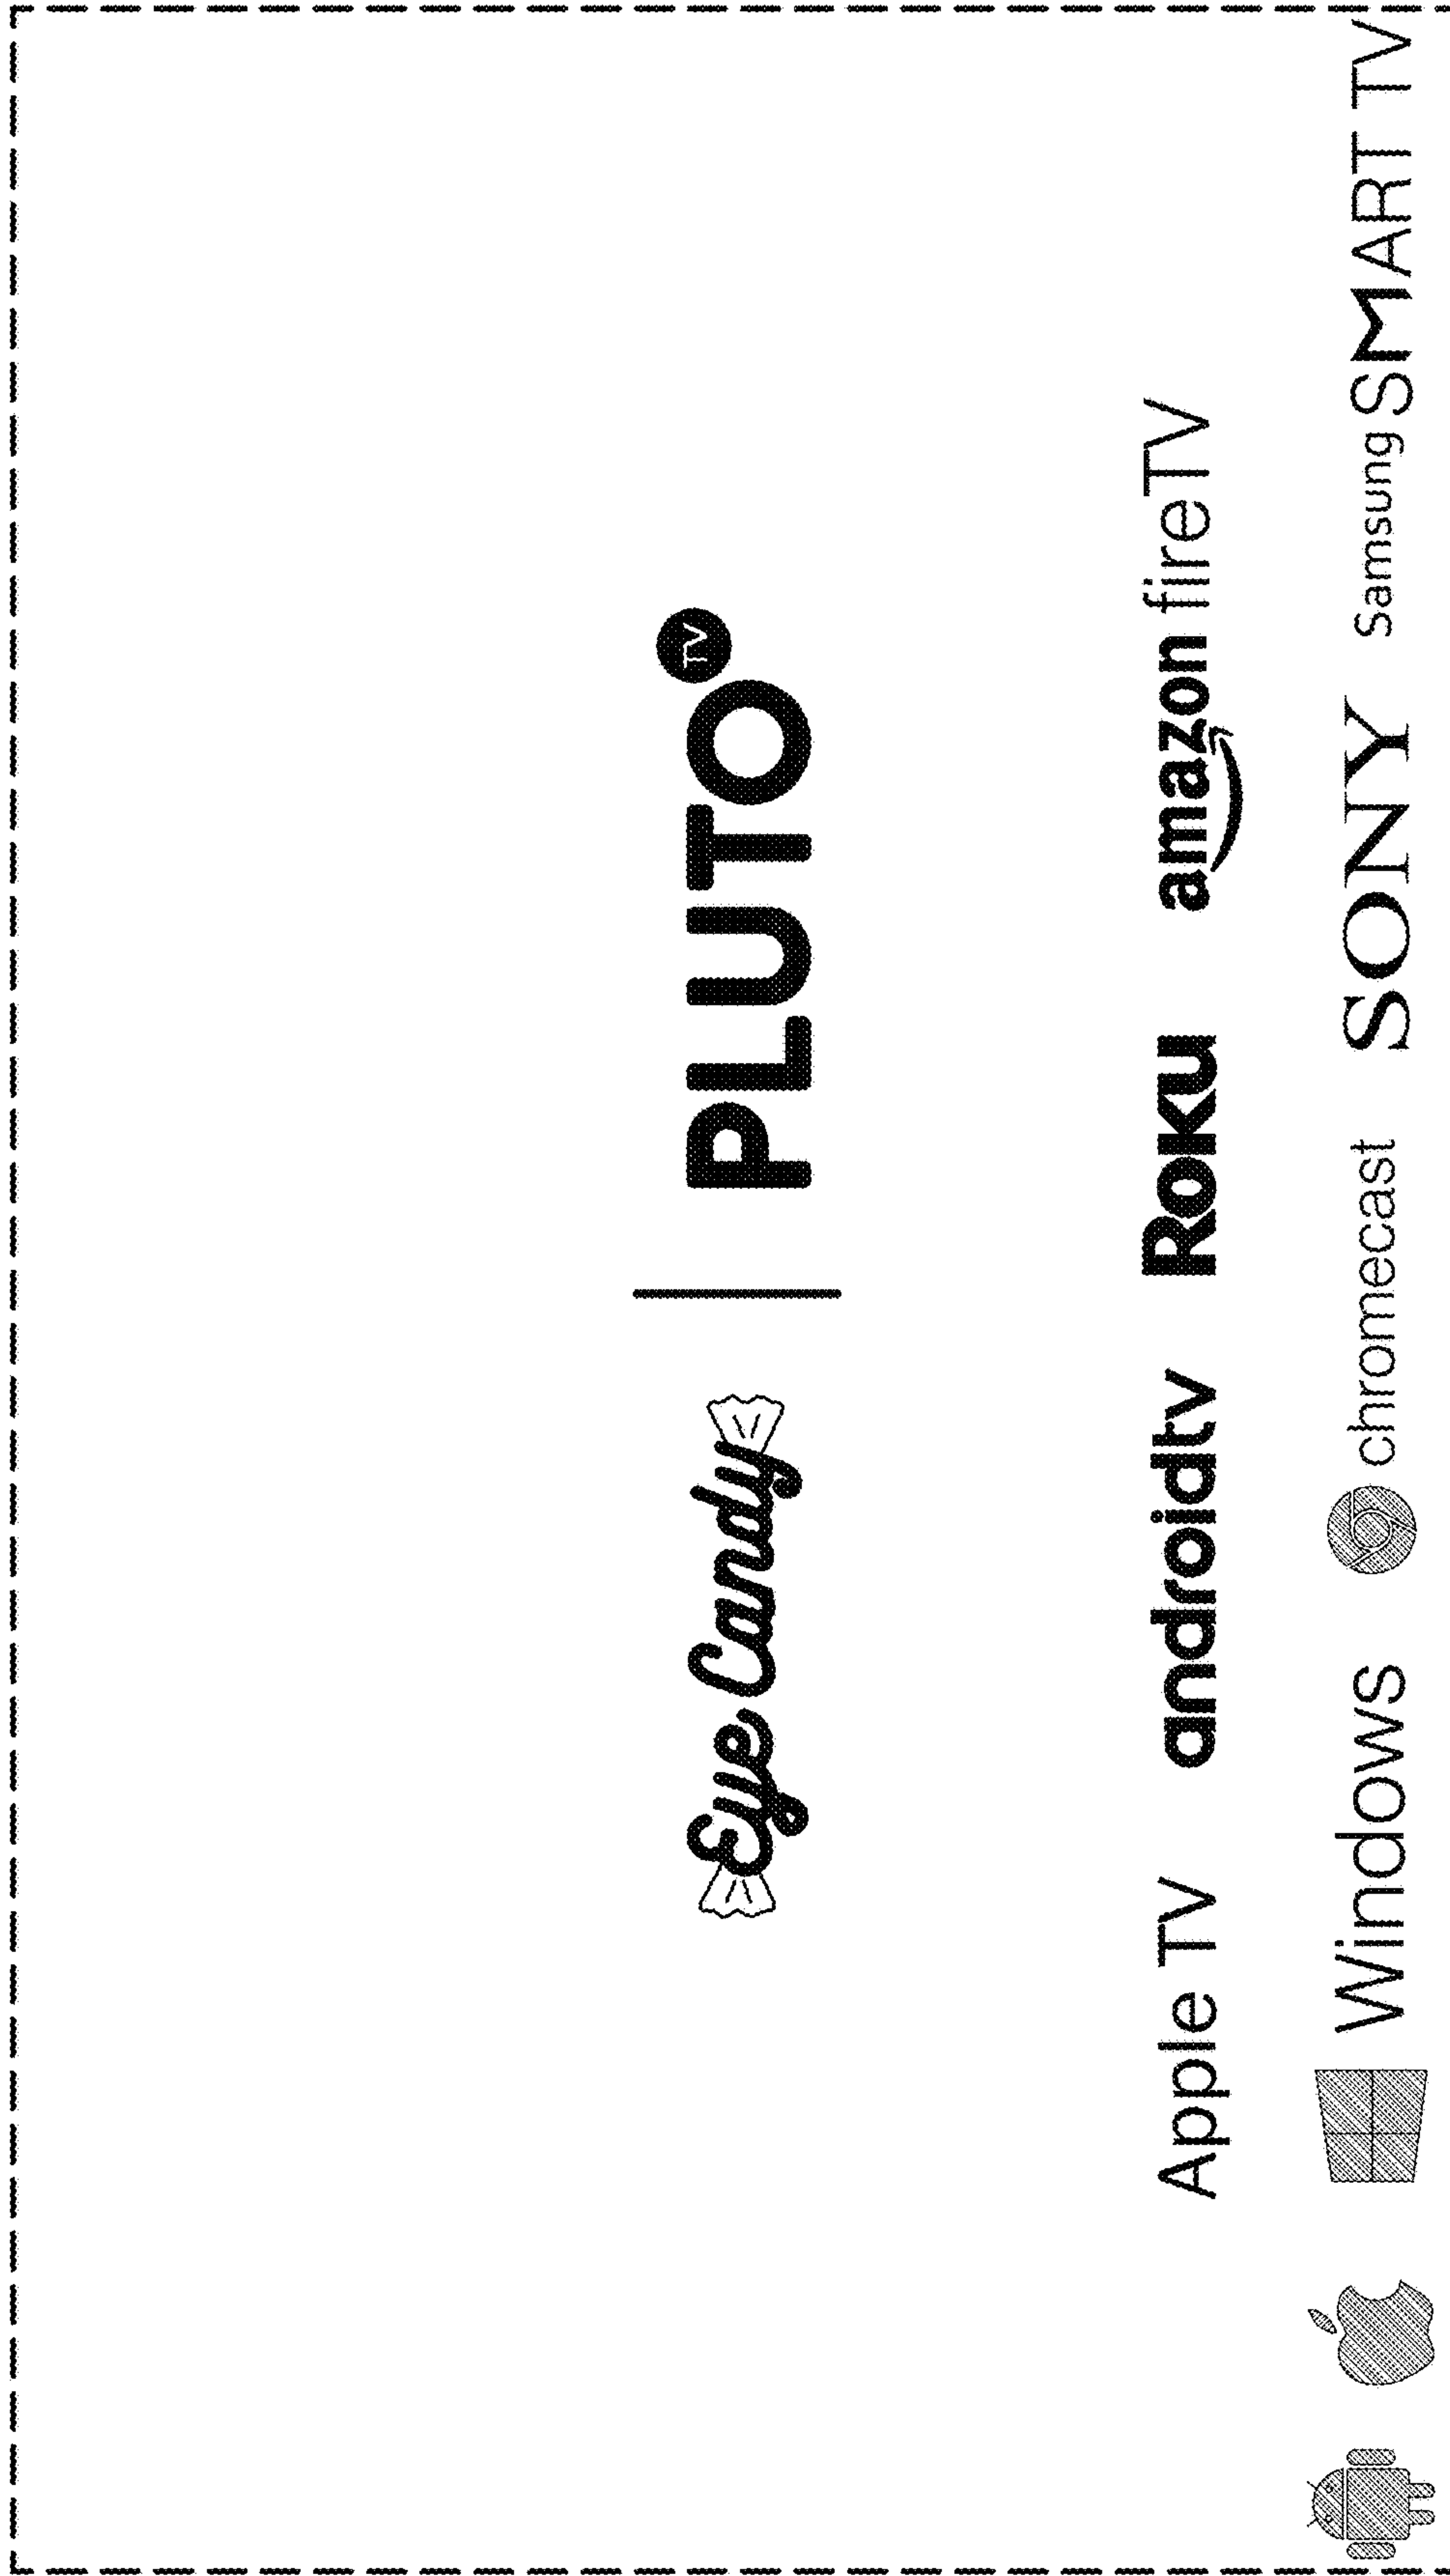 Eye Candy | PLUTO TV
Apple TV androidtv Roku amazon fireTV
Windows chromecast SONY Samsung SMART TV